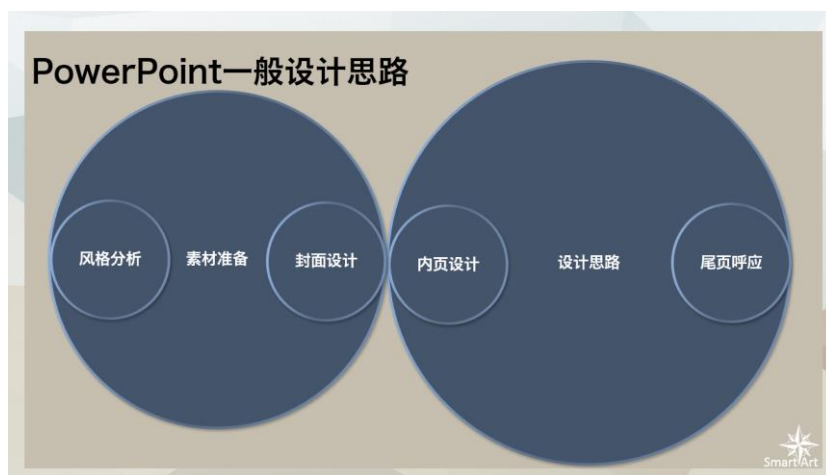 PowerPoint一般设计思路
风格分析
素材准备
封面设计
内页设计
设计思路
尾页呼应
Smart Art